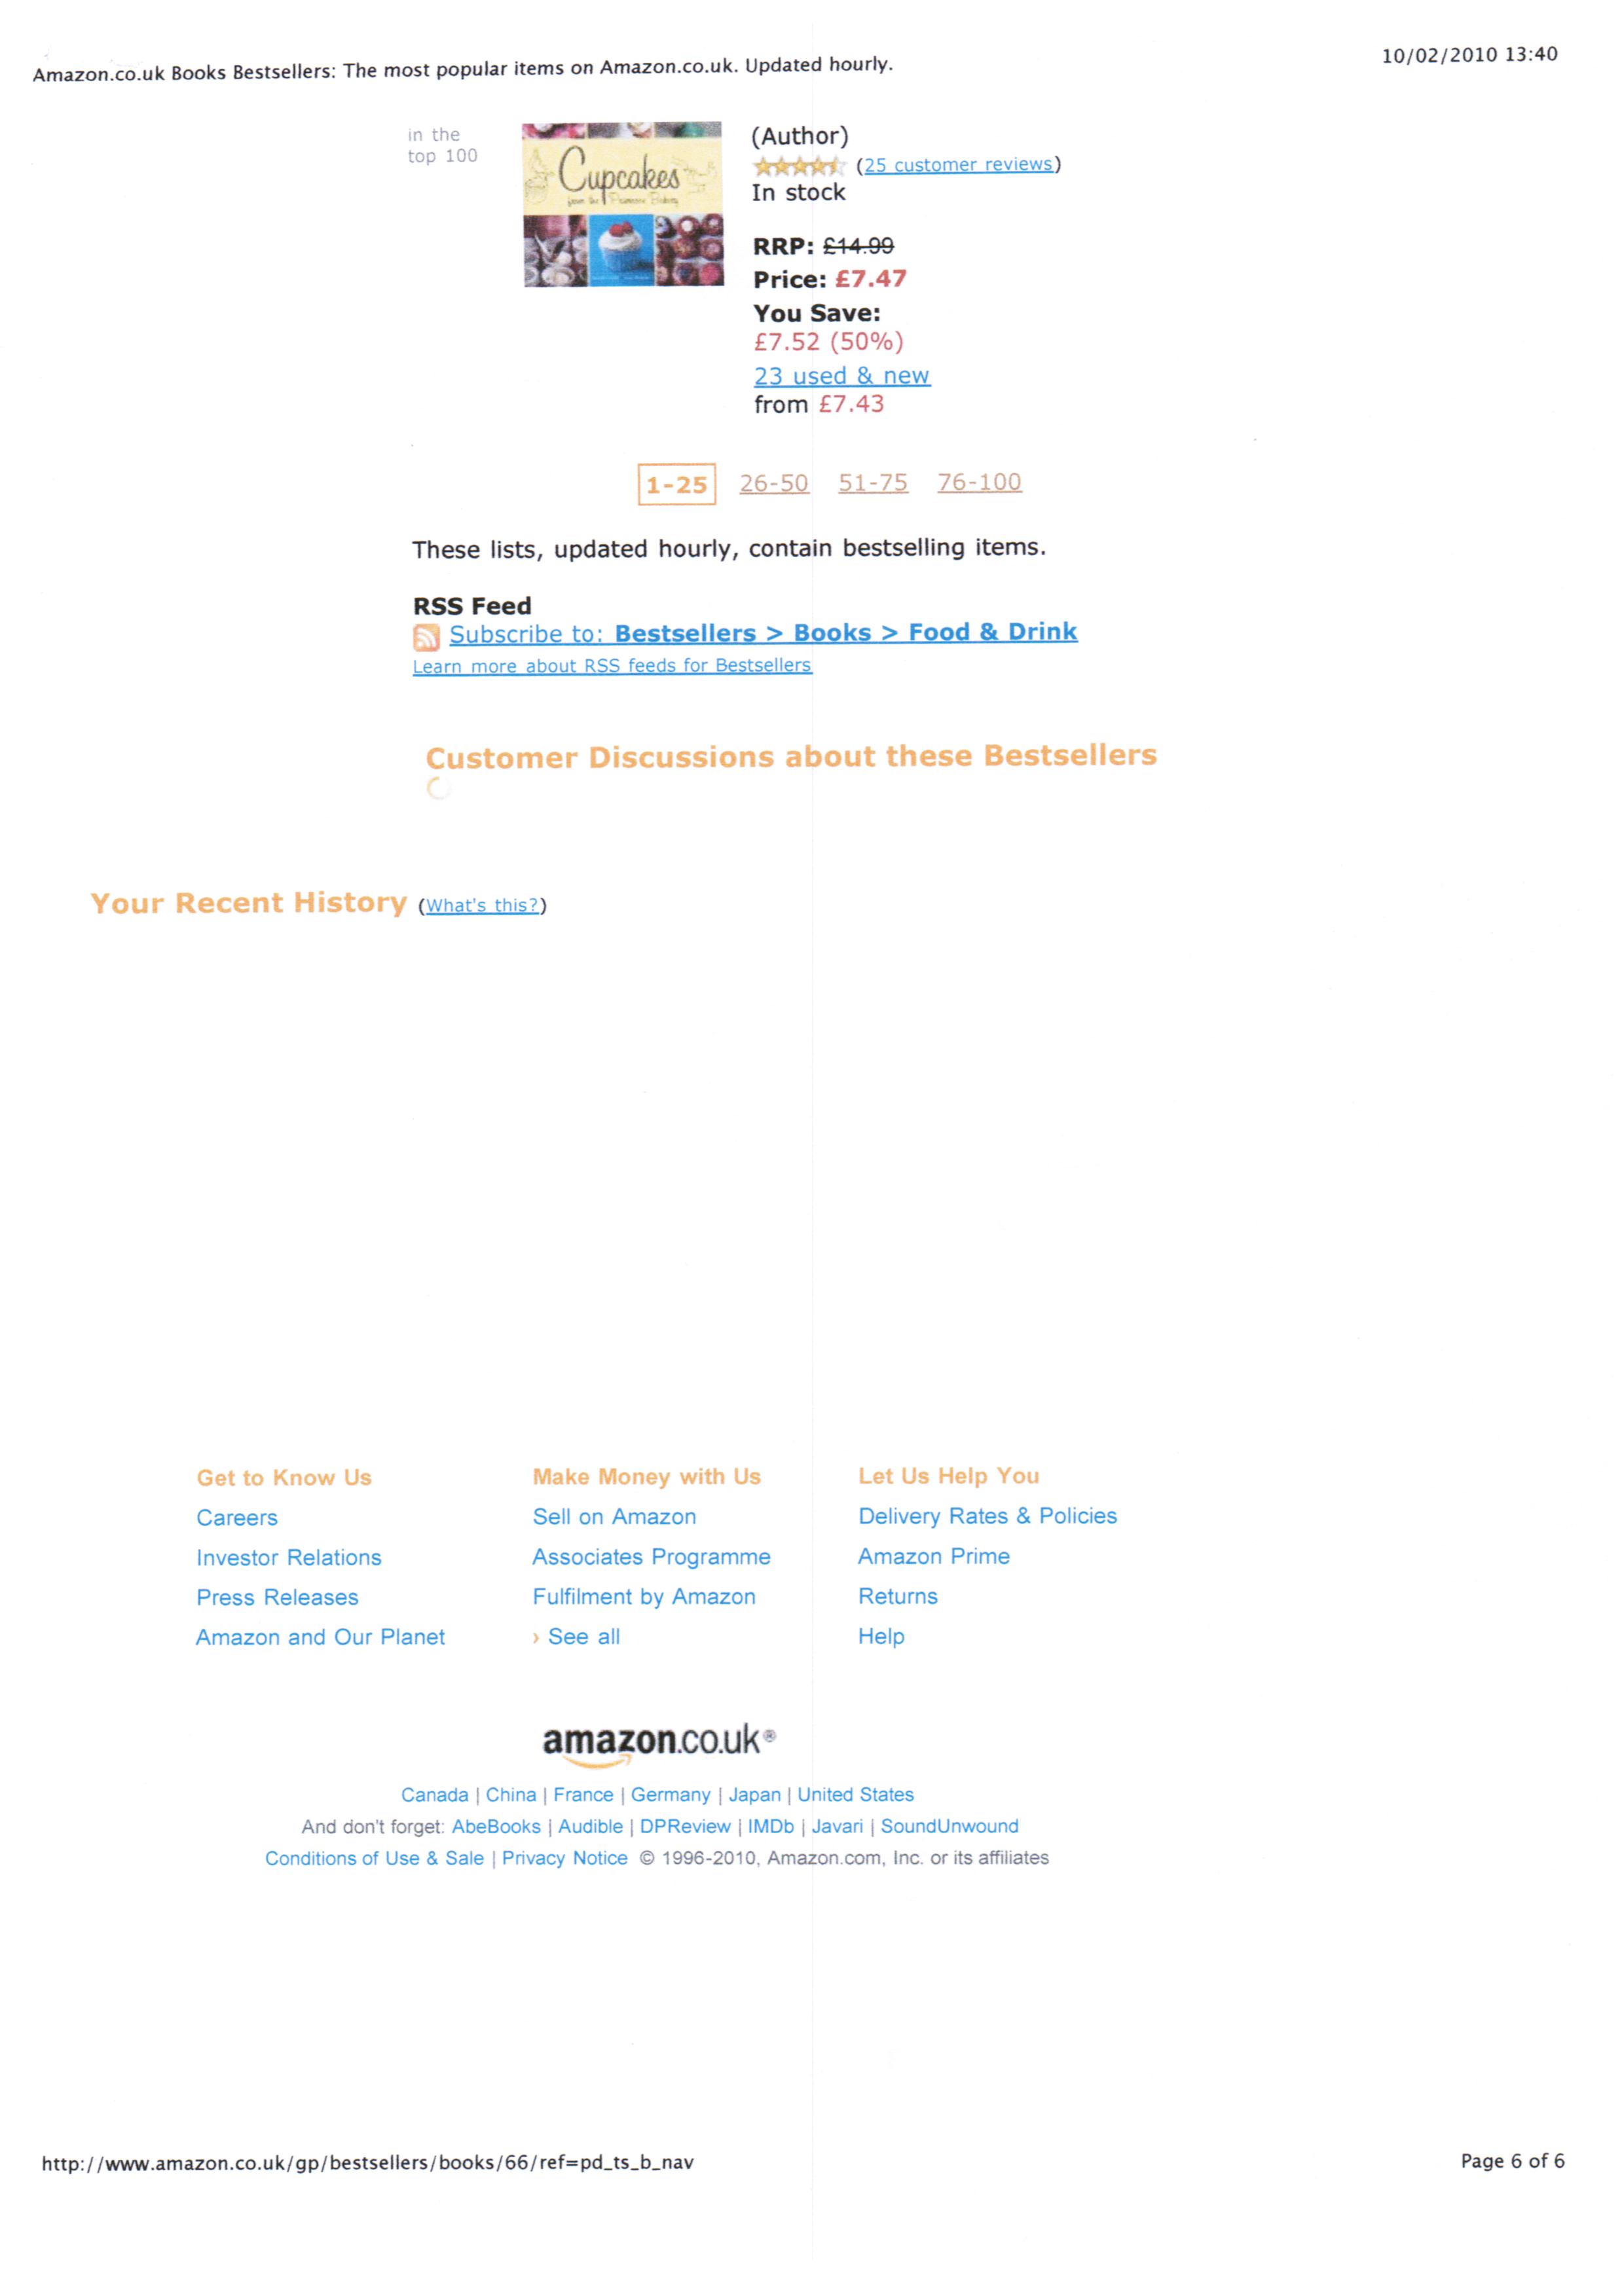 Amazon.co.uk Books Bestsellers: The most popular items on Amazon.co.uk. Updated hourly.
10/02/2010 13:40
in the
top 100
Cupcakes
from the Primrose Bakery
(Author)
(25 customer reviews)
In stock
RRP: £14.99
Price: £7.47
You Save:
£7.52 (50%)
23 used & new
from £7.43
1-25 26-50 51-75 76-100
These lists, updated hourly, contain bestselling items.
RSS Feed
Subscribe to: Bestsellers > Books > Food & Drink
Learn more about RSS feeds for Bestsellers
Customer Discussions about these Bestsellers
Your Recent History (What's this?)
Get to Know Us
Careers
Investor Relations
Press Releases
Amazon and Our Planet
Make Money with Us
Sell on Amazon
Associates Programme
Fulfilment by Amazon
› See all
Let Us Help You
Delivery Rates & Policies
Amazon Prime
Returns
Help
amazon.co.uk®
Canada | China | France | Germany | Japan | United States
And don't forget: AbeBooks | Audible | DPReview | IMDb | Javari | SoundUnwound
Conditions of Use & Sale | Privacy Notice © 1996-2010, Amazon.com, Inc. or its affiliates
http://www.amazon.co.uk/gp/bestsellers/books/66/ref=pd_ts_b_nav
Page 6 of 6